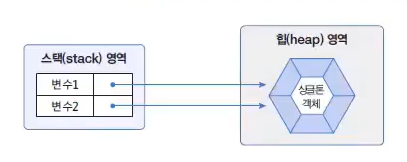 스택(stack) 영역
변수1
변수2
힙(heap) 영역
싱글톤
객체